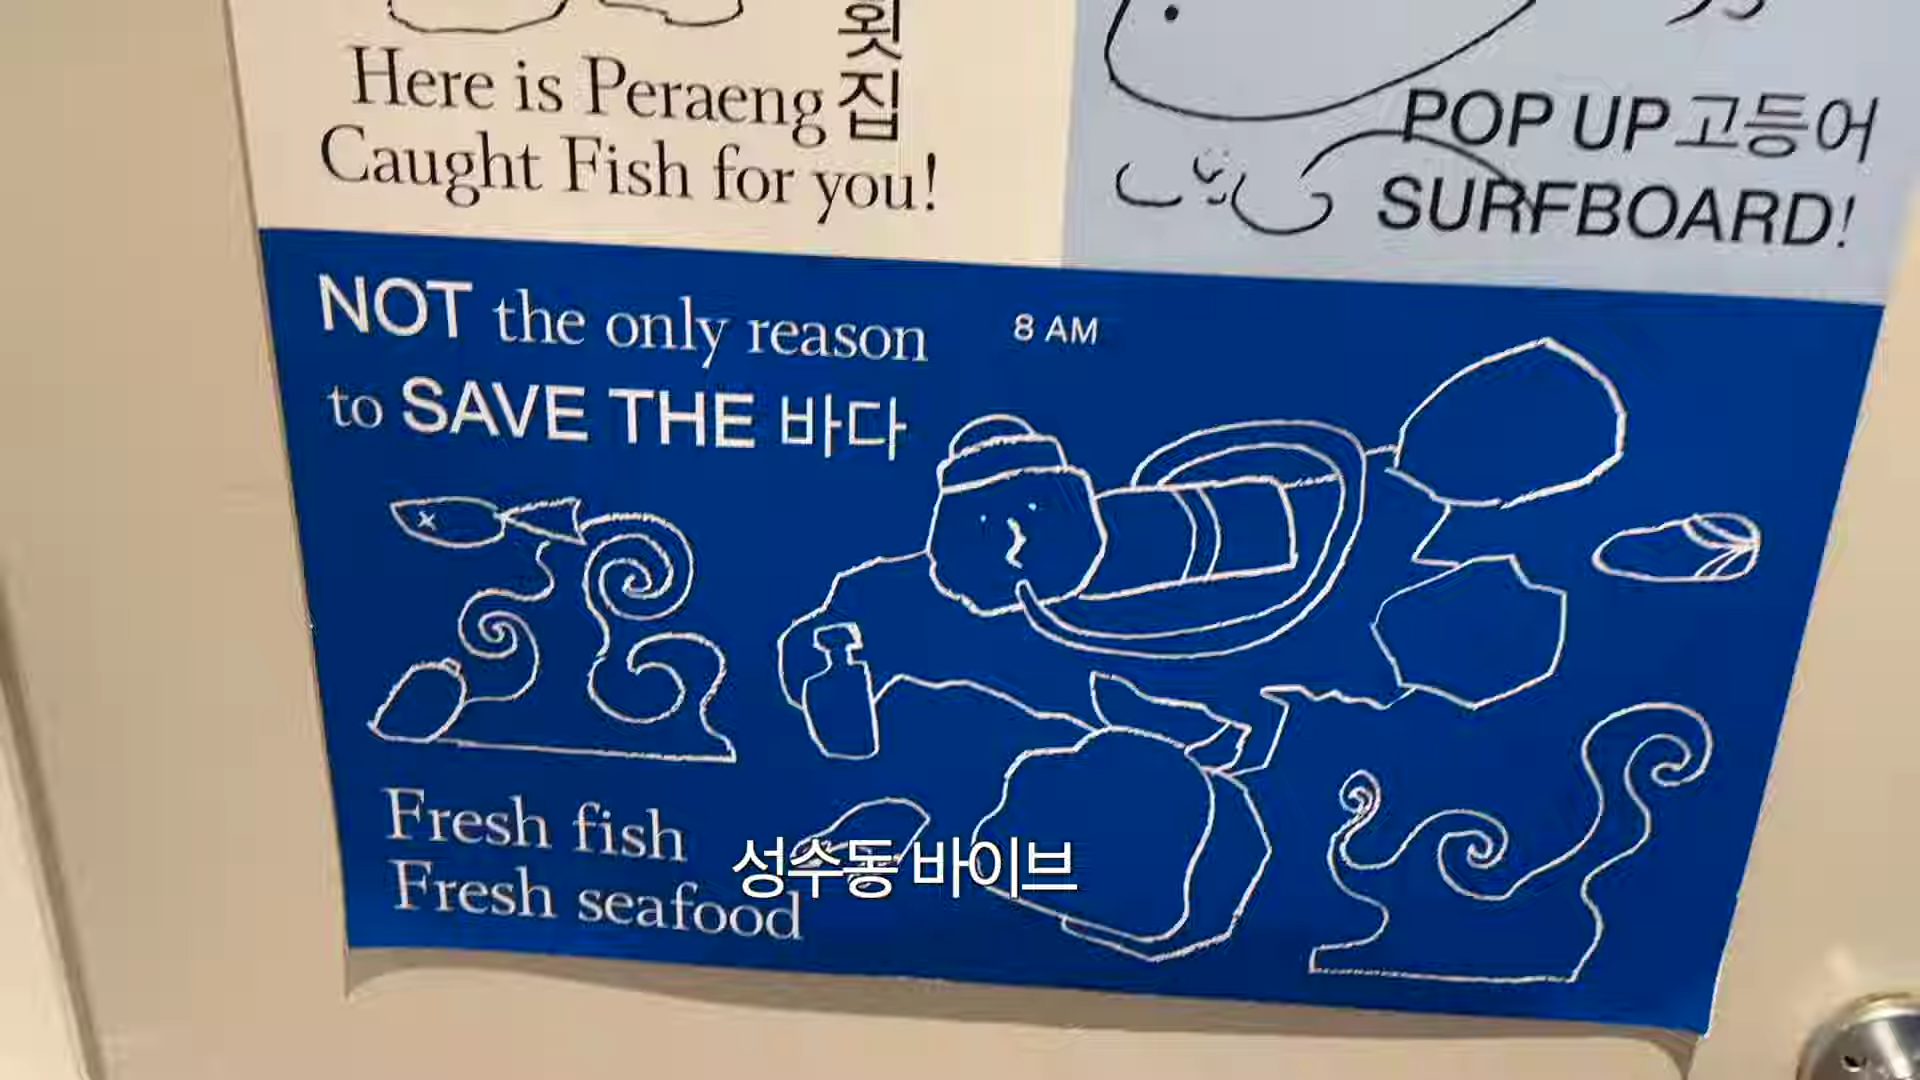 Here is Peraeng
Caught Fish for you!
횟집
POP UP 고등어
SURFBOARD!
NOT the only reason
to SAVE THE 바다
8 AM
Fresh fish
Fresh seafood
성수동 바이브